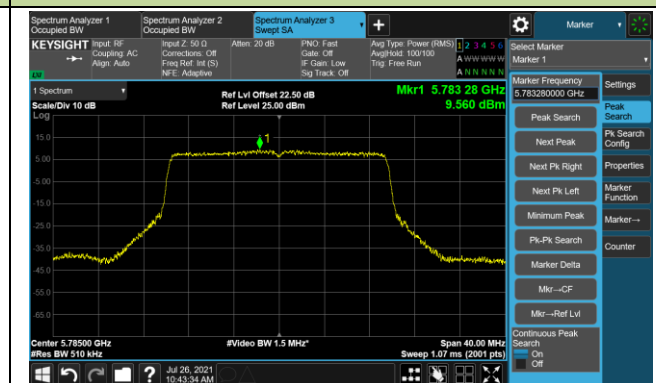 Spectrum Analyzer 1
Occupied BW
Spectrum Analyzer 2
Occupied BW
Spectrum Analyzer 3
Swept SA
Marker
KEYSIGHT
Input: RF
Coupling: AC
Align: Auto
Input Z: 50 Ω
Corrections: Off
Freq Ref: Int (S)
NFE: Adaptive
Atten: 20 dB
PNO: Fast
Gate: Off
IF Gain: Low
Sig Track: Off
Avg Type: Power (RMS)
Avg|Hold: 100/100
Trig: Free Run
1 2 3 4 5 6
A W W W W W
A N N N N N
LXI
Select Marker
Marker 1
1 Spectrum
Scale/Div 10 dB
Log
Ref Lvl Offset 22.50 dB
Ref Level 25.00 dBm
Mkr1 5.783 28 GHz
9.560 dBm
15.0
5.00
-5.00
-15.0
-25.0
-35.0
-45.0
-55.0
-65.0
1
Center 5.78500 GHz
#Res BW 510 kHz
#Video BW 1.5 MHz*
Span 40.00 MHz
Sweep 1.07 ms (2001 pts)
Marker Frequency
5.783280000 GHz
Peak Search
Next Peak
Next Pk Right
Next Pk Left
Minimum Peak
Pk-Pk Search
Marker Delta
Mkr→CF
Mkr→Ref Lvl
Continuous Peak
Search
On
Off
Settings
Peak
Search
Pk Search
Config
Properties
Marker
Function
Marker→
Counter
?
Jul 26, 2021
10:43:34 AM